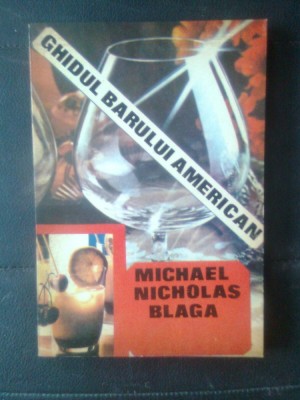 GHIDUL BARULUI AMERICAN
MICHAEL
NICHOLAS
BLAGA